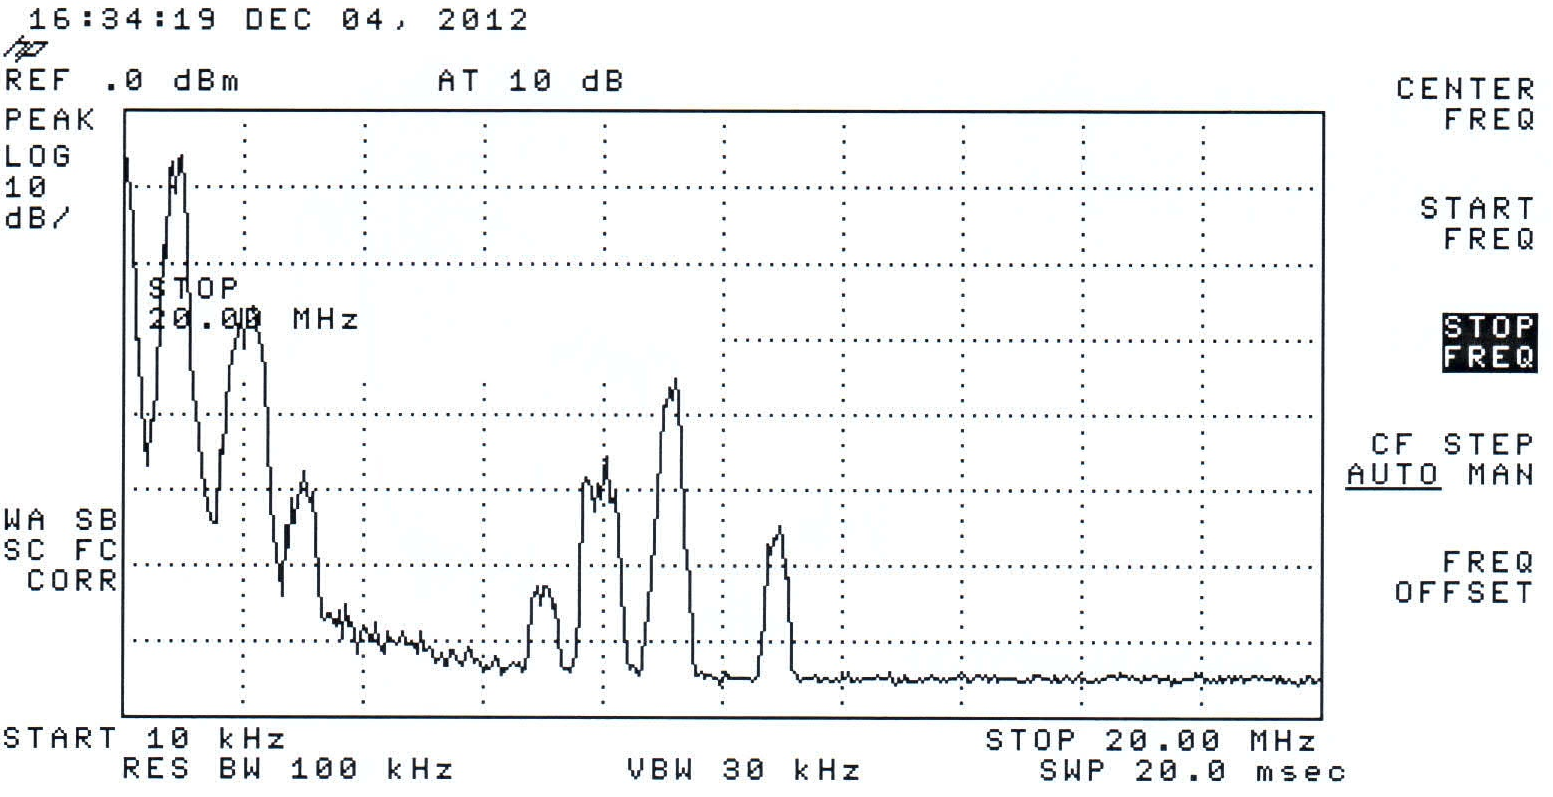 16:34:19 DEC 04, 2012
hp
REF .0 dBm AT 10 dB
PEAK
LOG
10
dB/
STOP
20.00 MHz
WA SB
SC FC
CORR
START 10 kHz STOP 20.00 MHz
RES BW 100 kHz VBW 30 kHz SWP 20.0 msec
CENTER
FREQ
START
FREQ
STOP
FREQ
CF STEP
AUTO MAN
FREQ
OFFSET